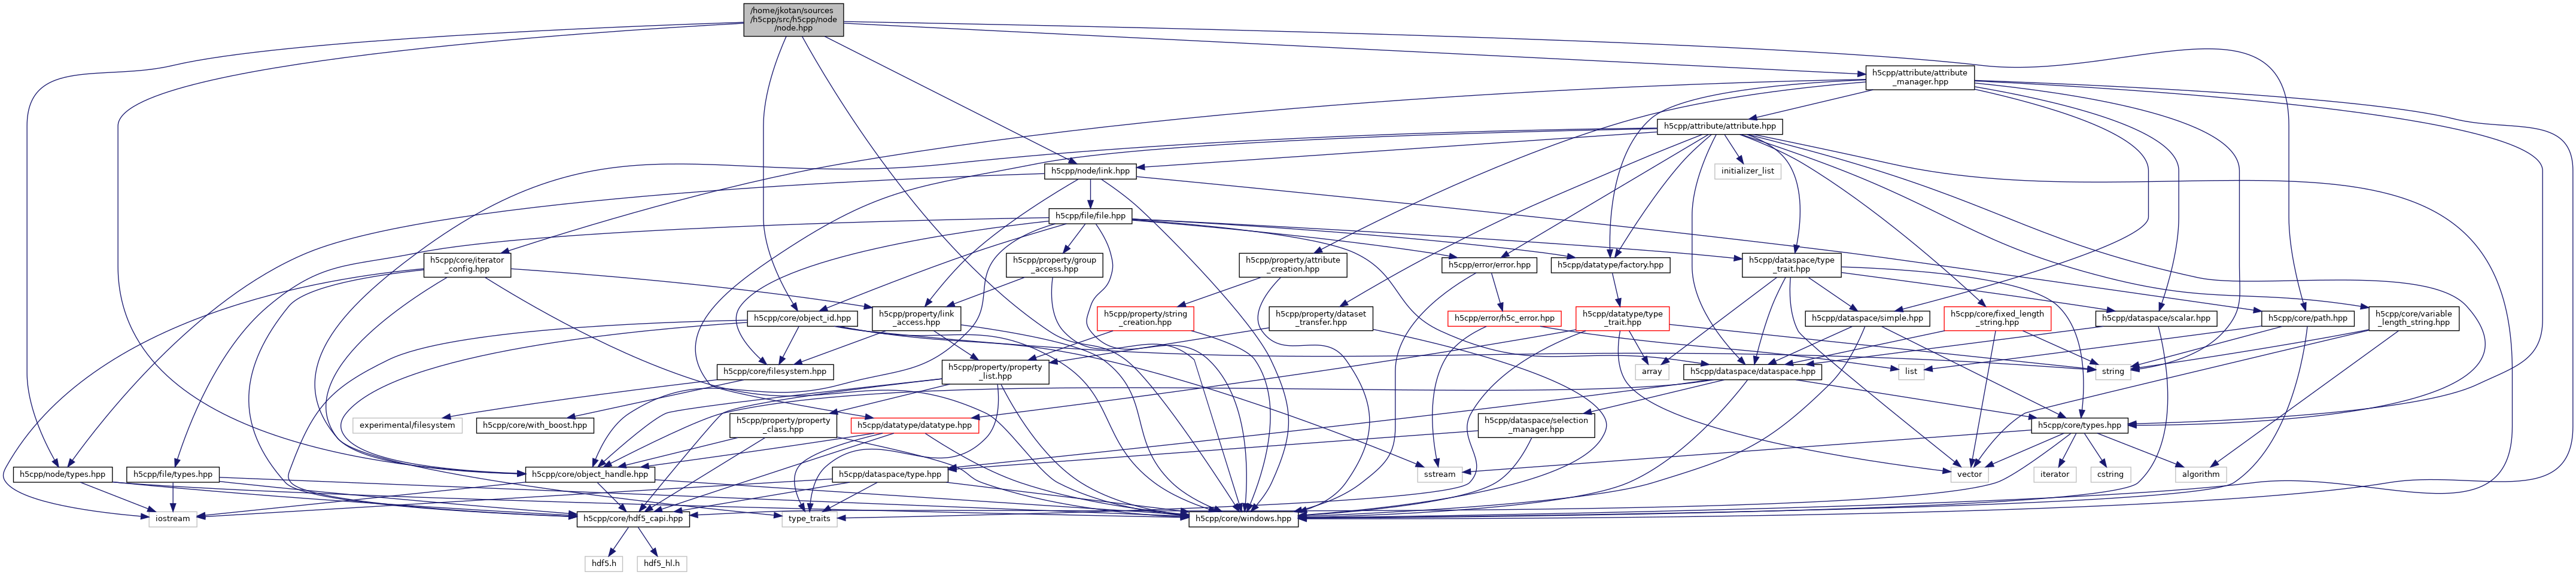 /home/jkotan/sources
/h5cpp/src/h5cpp/node
/node.hpp
h5cpp/attribute/attribute
_manager.hpp
h5cpp/attribute/attribute.hpp
h5cpp/node/link.hpp
initializer_list
h5cpp/file/file.hpp
h5cpp/core/iterator
_config.hpp
h5cpp/property/group
_access.hpp
h5cpp/property/attribute
_creation.hpp
h5cpp/error/error.hpp
h5cpp/datatype/factory.hpp
h5cpp/dataspace/type
_trait.hpp
h5cpp/core/object_id.hpp
h5cpp/property/link
_access.hpp
h5cpp/property/string
_creation.hpp
h5cpp/property/dataset
_transfer.hpp
h5cpp/error/h5c_error.hpp
h5cpp/datatype/type
_trait.hpp
h5cpp/dataspace/simple.hpp
h5cpp/core/fixed_length
_string.hpp
h5cpp/dataspace/scalar.hpp
h5cpp/core/path.hpp
h5cpp/core/variable
_length_string.hpp
h5cpp/core/filesystem.hpp
h5cpp/property/property
_list.hpp
array
h5cpp/dataspace/dataspace.hpp
list
string
experimental/filesystem
h5cpp/core/with_boost.hpp
h5cpp/property/property
_class.hpp
h5cpp/datatype/datatype.hpp
h5cpp/dataspace/selection
_manager.hpp
h5cpp/core/types.hpp
h5cpp/node/types.hpp
h5cpp/file/types.hpp
h5cpp/core/object_handle.hpp
h5cpp/dataspace/type.hpp
sstream
vector
iterator
cstring
algorithm
iostream
h5cpp/core/hdf5_capi.hpp
type_traits
h5cpp/core/windows.hpp
hdf5.h
hdf5_hl.h